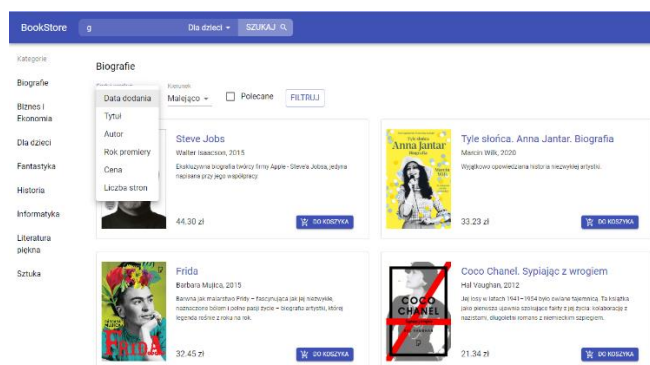 BookStore
g
Dla dzieci
SZUKAJ
Kategorie
Biografie
Biznes i
Ekonomia
Dla dzieci
Fantastyka
Historia
Informatyka
Literatura
piękna
Sztuka
Biografie
Kierunek
Malejąco
Polecane
FILTRUJ
Data dodania
Tytuł
Autor
Rok premiery
Cena
Liczba stron
Steve Jobs
Walter Isaacson, 2015
Ekskluzywna biografia twórcy firmy Apple - Steve'a Jobsa, jedyna
napisana przy jego współpracy
44.30 zł
DO KOSZYKA
Tyle słońca.
Anna Jantar
Biografia
Marcin
Wilk
Tyle słońca. Anna Jantar. Biografia
Marcin Wilk, 2020
Wyjątkowo opowiedziana historia niezwykłej artystki.
33.23 zł
DO KOSZYKA
FRIDA
Frida
Barbara Mujica, 2015
Barwna jak malarstwo Fridy – fascynująca jak jej niezwykłe,
naznaczone bólem i pełne pasji życie – biografia artystki, której
legenda rośnie z roku na rok.
32.45 zł
DO KOSZYKA
COCO
CHANEL
Coco Chanel. Sypiając z wrogiem
Hal Vaughan, 2012
Jej losy w latach 1941–1954 było owiane tajemnicą. Ta książka
jako pierwsza ujawnia szokujące fakty z jej życia: kolaborację z
nazistami, długoletni romans z niemieckim szpiegiem.
21.34 zł
DO KOSZYKA